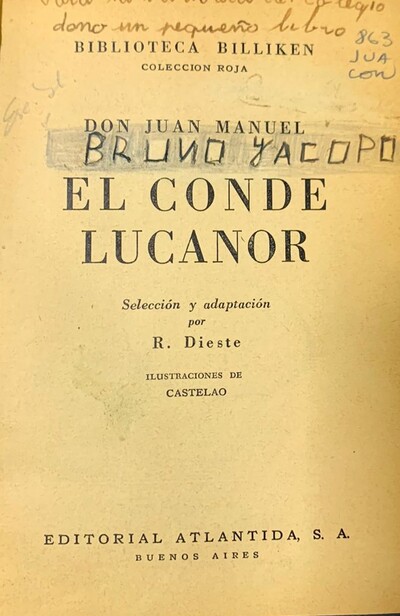 dono un pequeño libro
863
JUA
CON
BIBLIOTECA BILLIKEN
COLECCION ROJA
DON JUAN MANUEL
BRUNO YACOPO
EL CONDE
LUCANOR
Selección y adaptación
por
R. Dieste
ILUSTRACIONES DE
CASTELAO
EDITORIAL ATLANTIDA, S. A.
BUENOS AIRES